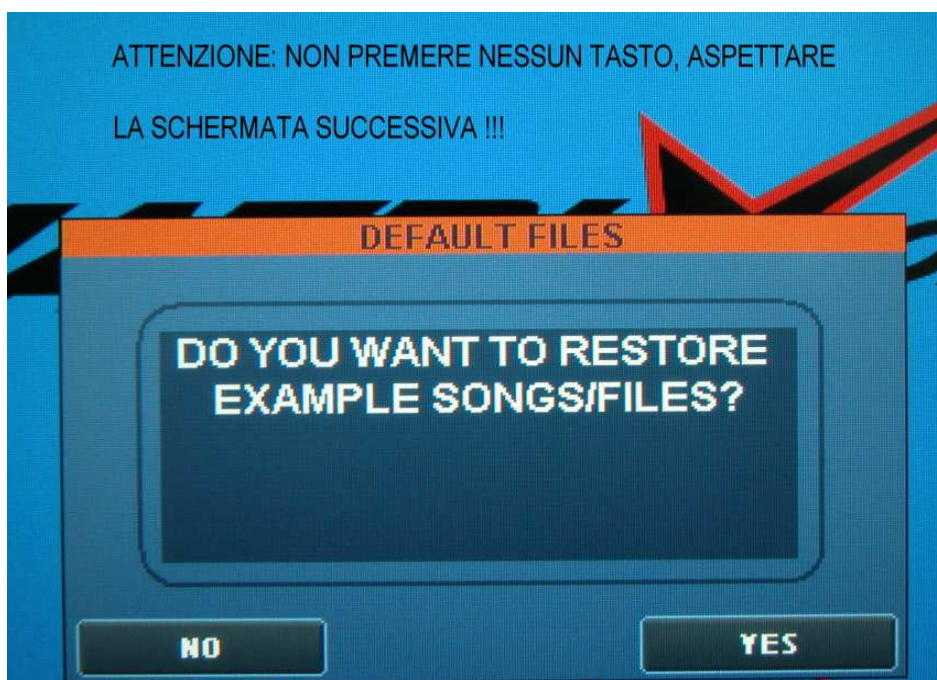 ATTENZIONE: NON PREMERE NESSUN TASTO, ASPETTARE
LA SCHERMATA SUCCESSIVA !!!
DEFAULT FILES
DO YOU WANT TO RESTORE
EXAMPLE SONGS/FILES?
NO
YES